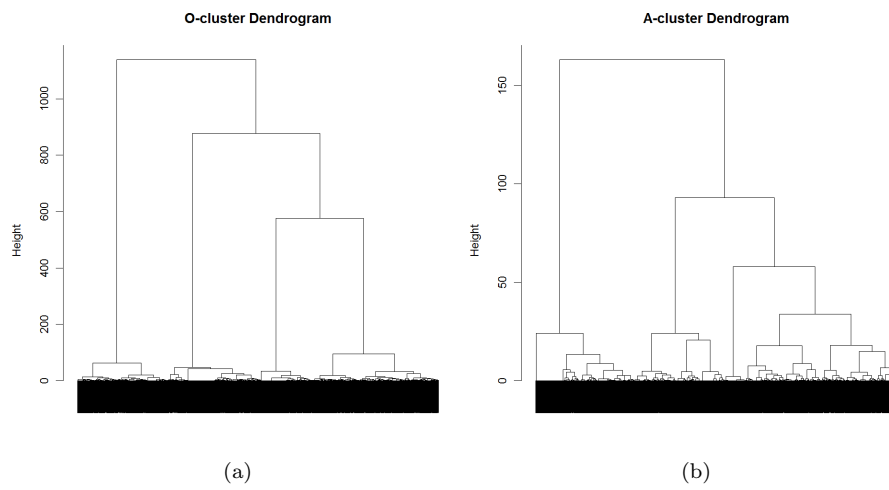 O-cluster Dendrogram
Height
0
200
400
600
800
1000
(a)
A-cluster Dendrogram
Height
0
50
100
150
(b)